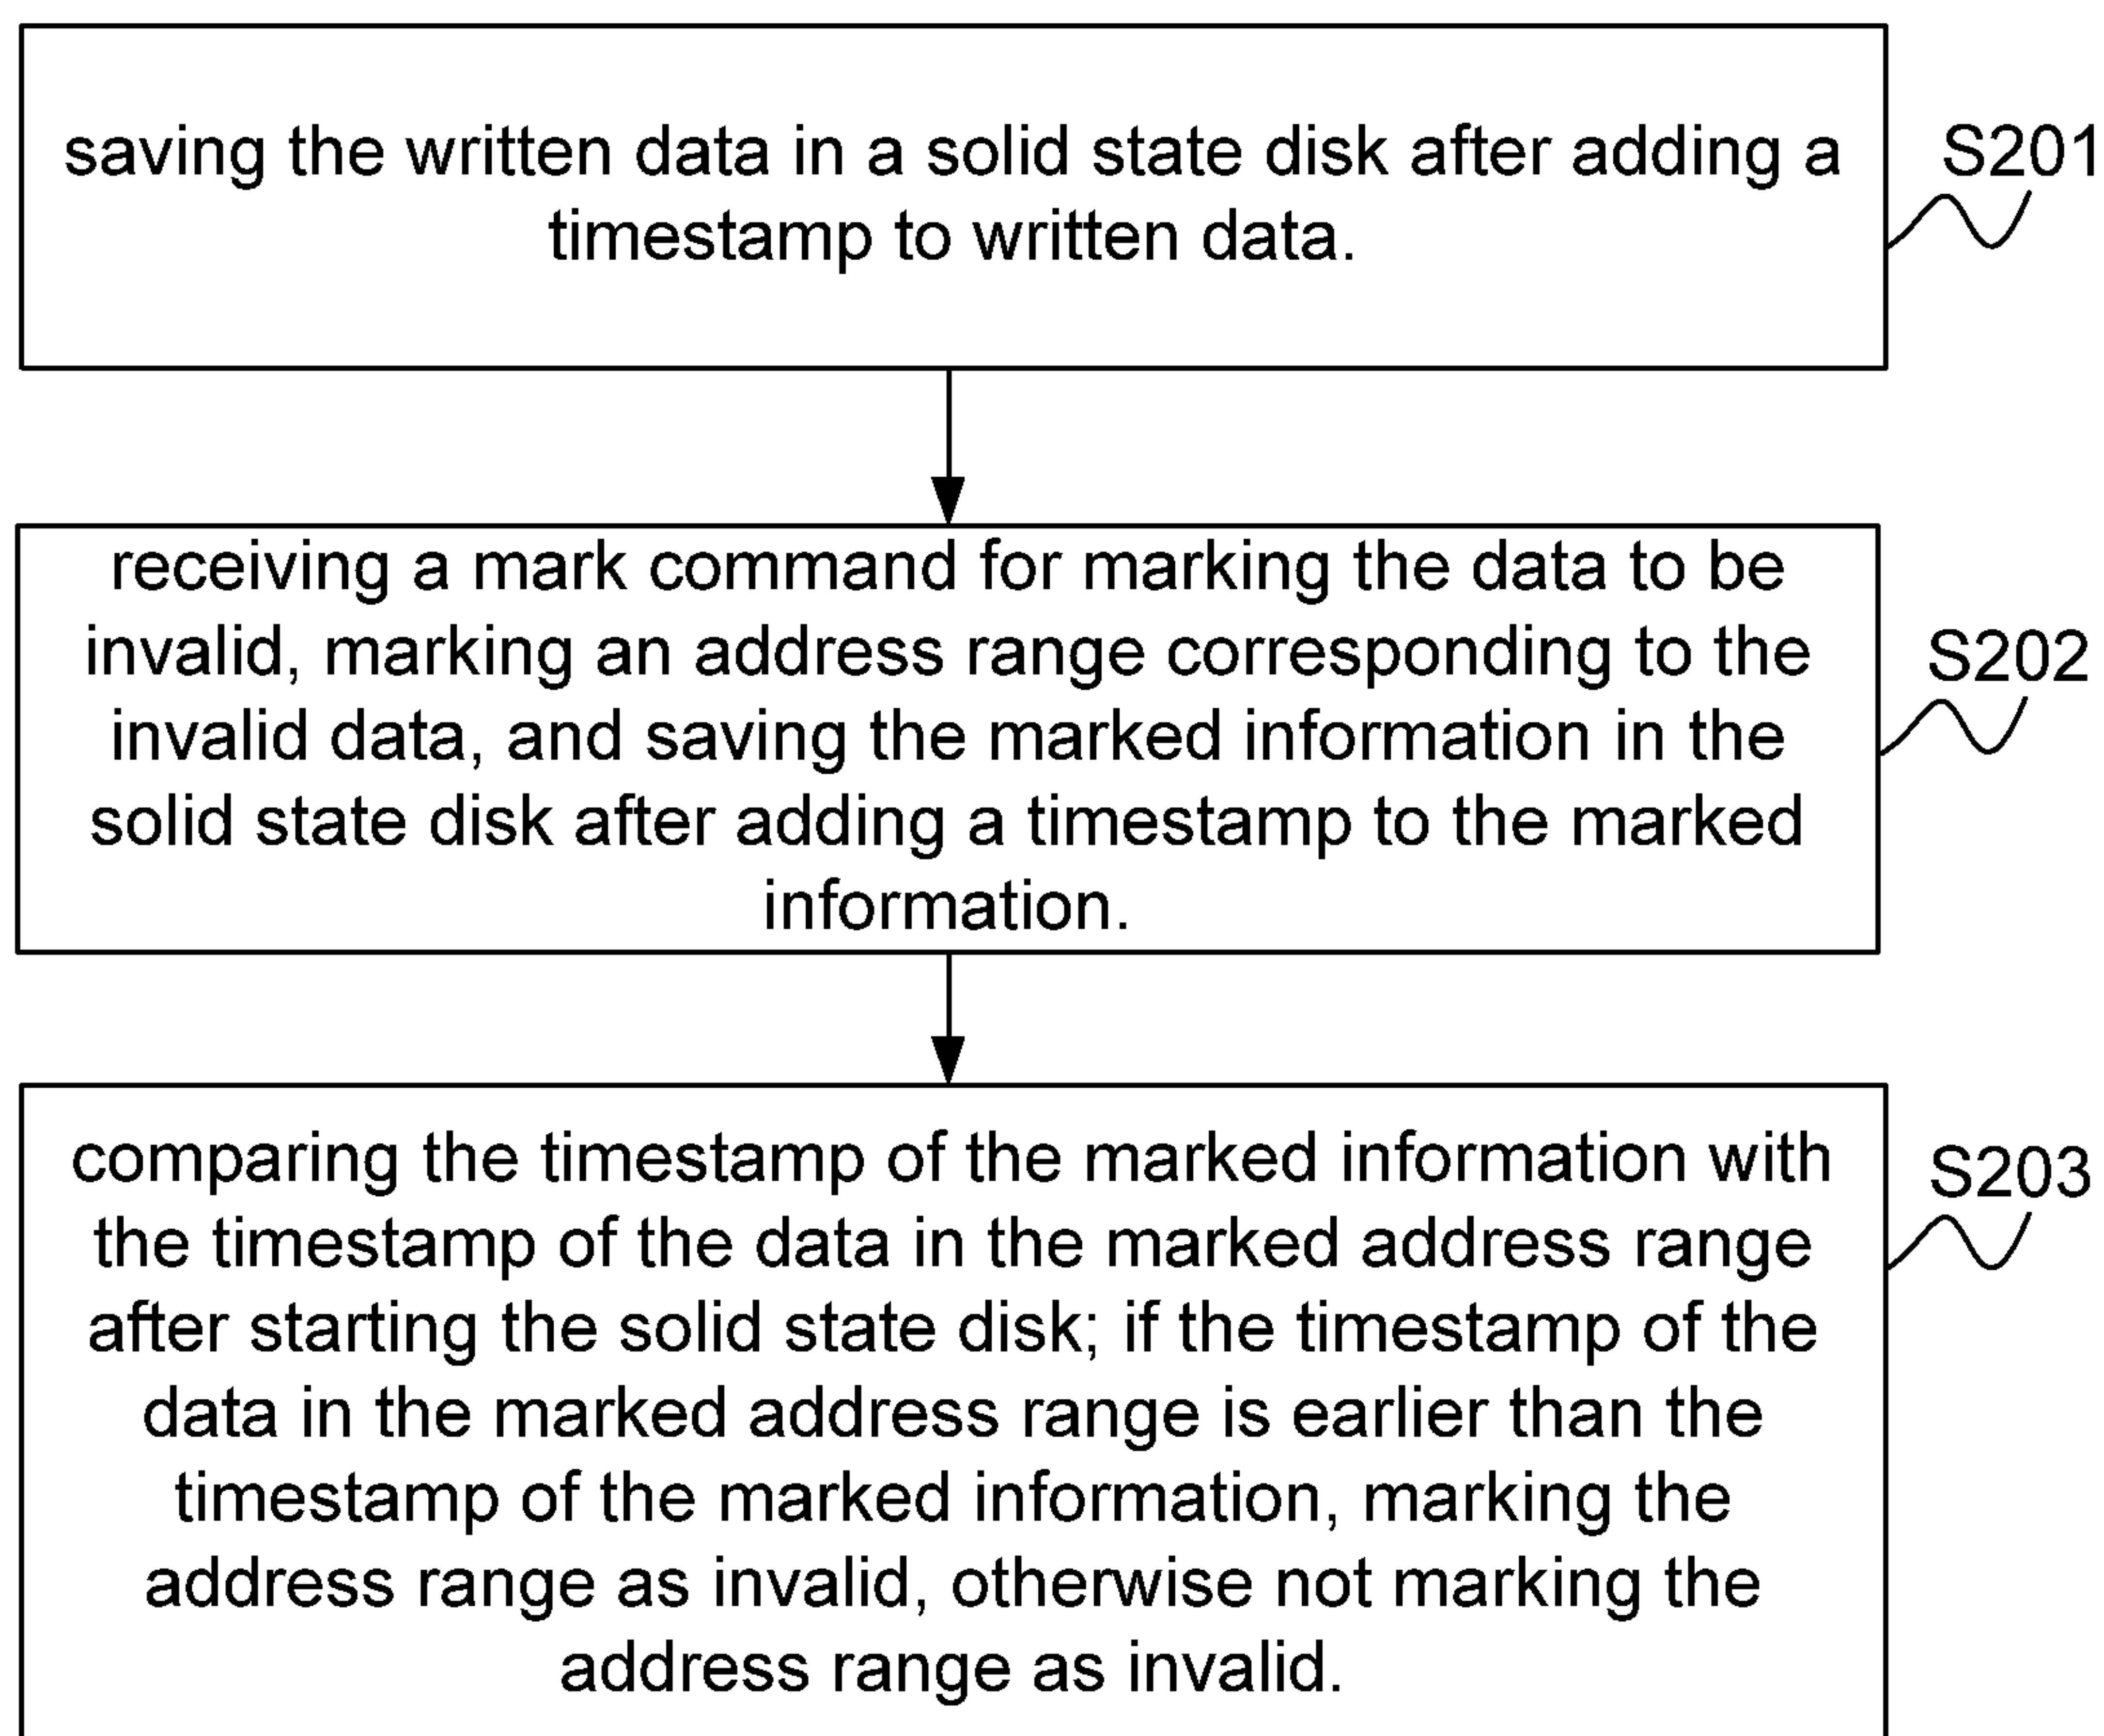 saving the written data in a solid state disk after adding a
timestamp to written data.
S201
receiving a mark command for marking the data to be
invalid, marking an address range corresponding to the
invalid data, and saving the marked information in the
solid state disk after adding a timestamp to the marked
information.
S202
comparing the timestamp of the marked information with
the timestamp of the data in the marked address range
after starting the solid state disk; if the timestamp of the
data in the marked address range is earlier than the
timestamp of the marked information, marking the
address range as invalid, otherwise not marking the
address range as invalid.
S203